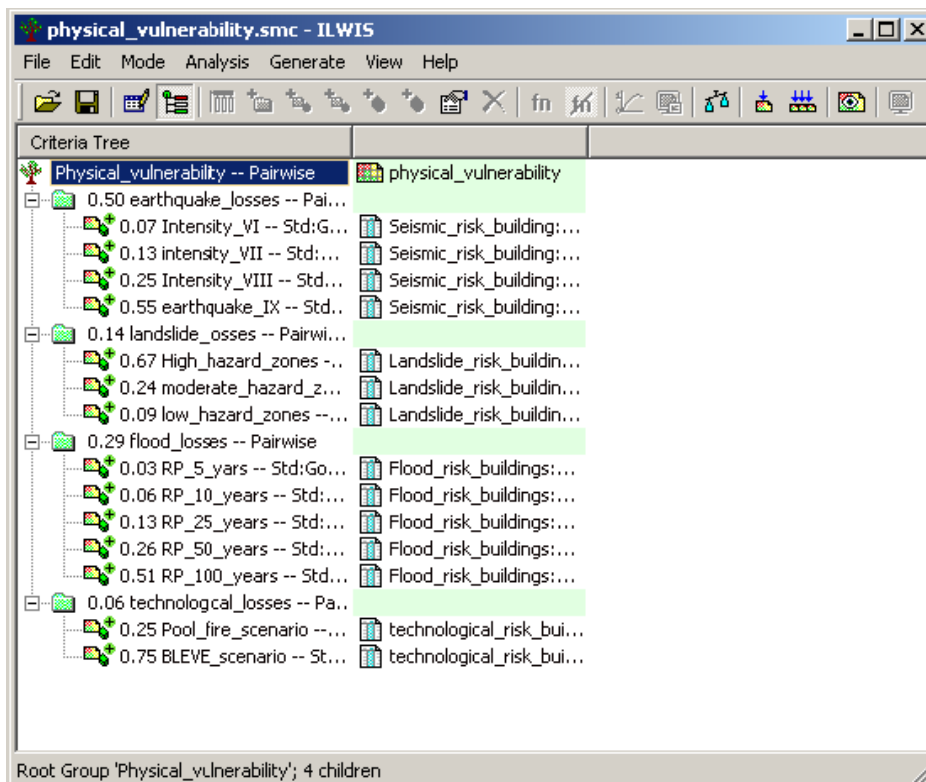 physical_vulnerability.smc - ILWIS
File Edit Mode Analysis Generate View Help
fn fn
Criteria Tree
Physical_vulnerability -- Pairwise physical_vulnerability
0.50 earthquake_losses -- Pai...
0.07 Intensity_VI -- Std:G... Seismic_risk_building:...
0.13 intensity_VII -- Std:... Seismic_risk_building:...
0.25 Intensity_VIII -- Std... Seismic_risk_building:...
0.55 earthquake_IX -- Std.. Seismic_risk_building:...
0.14 landslide_osses -- Pairwi...
0.67 High_hazard_zones -.. Landslide_risk_buildin...
0.24 moderate_hazard_z... Landslide_risk_buildin...
0.09 low_hazard_zones --... Landslide_risk_buildin...
0.29 flood_losses -- Pairwise
0.03 RP_5_yars -- Std:Go... Flood_risk_buildings:...
0.06 RP_10_years -- Std:... Flood_risk_buildings:...
0.13 RP_25_years -- Std:... Flood_risk_buildings:...
0.26 RP_50_years -- Std:... Flood_risk_buildings:...
0.51 RP_100_years -- Std... Flood_risk_buildings:...
0.06 technologcal_losses -- Pa..
0.25 Pool_fire_scenario --... technological_risk_bui...
0.75 BLEVE_scenario -- St... technological_risk_bui...
Root Group 'Physical_vulnerability'; 4 children